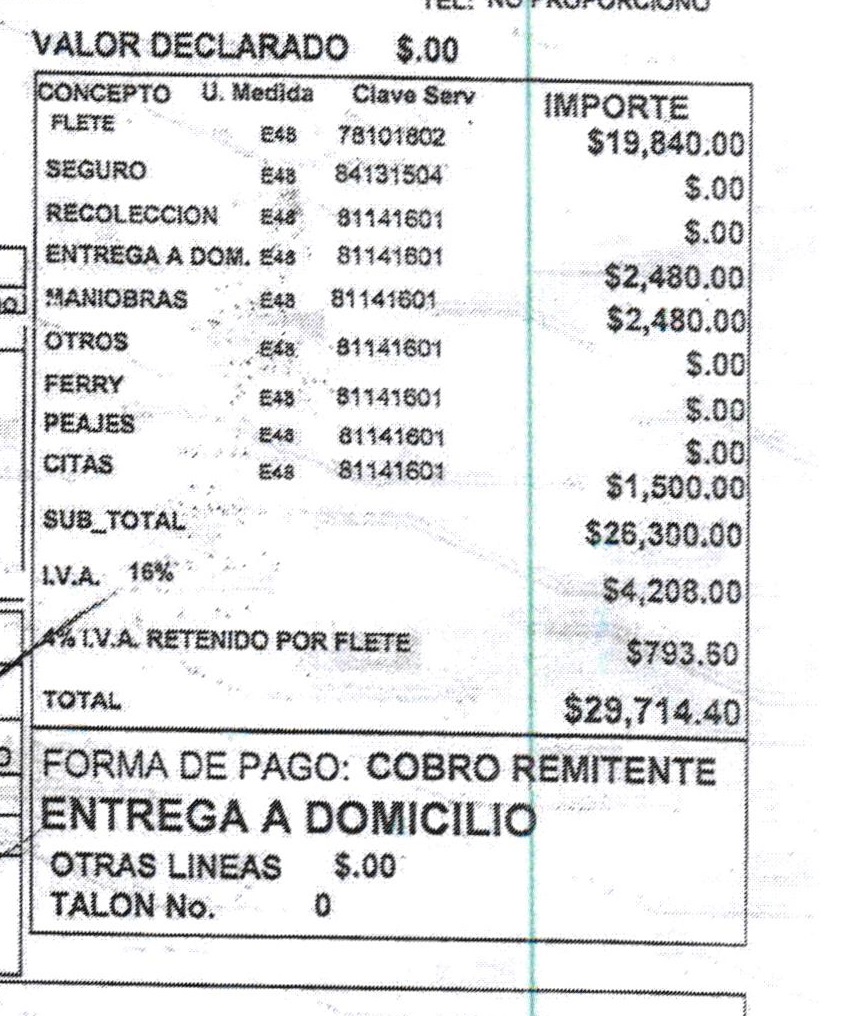 TEL: NO PROPORCIONO
VALOR DECLARADO $.00
CONCEPTO U. Medida Clave Serv IMPORTE
FLETE E48 78101802 $19,840.00
SEGURO E48 84131504 $.00
RECOLECCION E48 81141601 $.00
ENTREGA A DOM. E48 81141601 $2,480.00
MANIOBRAS E48 81141601 $2,480.00
OTROS E48 81141601 $.00
FERRY E48 81141601 $.00
PEAJES E48 81141601 $.00
CITAS E48 81141601 $1,500.00
SUB_TOTAL $26,300.00
I.V.A. 16% $4,208.00
4% I.V.A. RETENIDO POR FLETE $793.60
TOTAL $29,714.40
FORMA DE PAGO: COBRO REMITENTE
ENTREGA A DOMICILIO
OTRAS LINEAS $.00
TALON No. 0